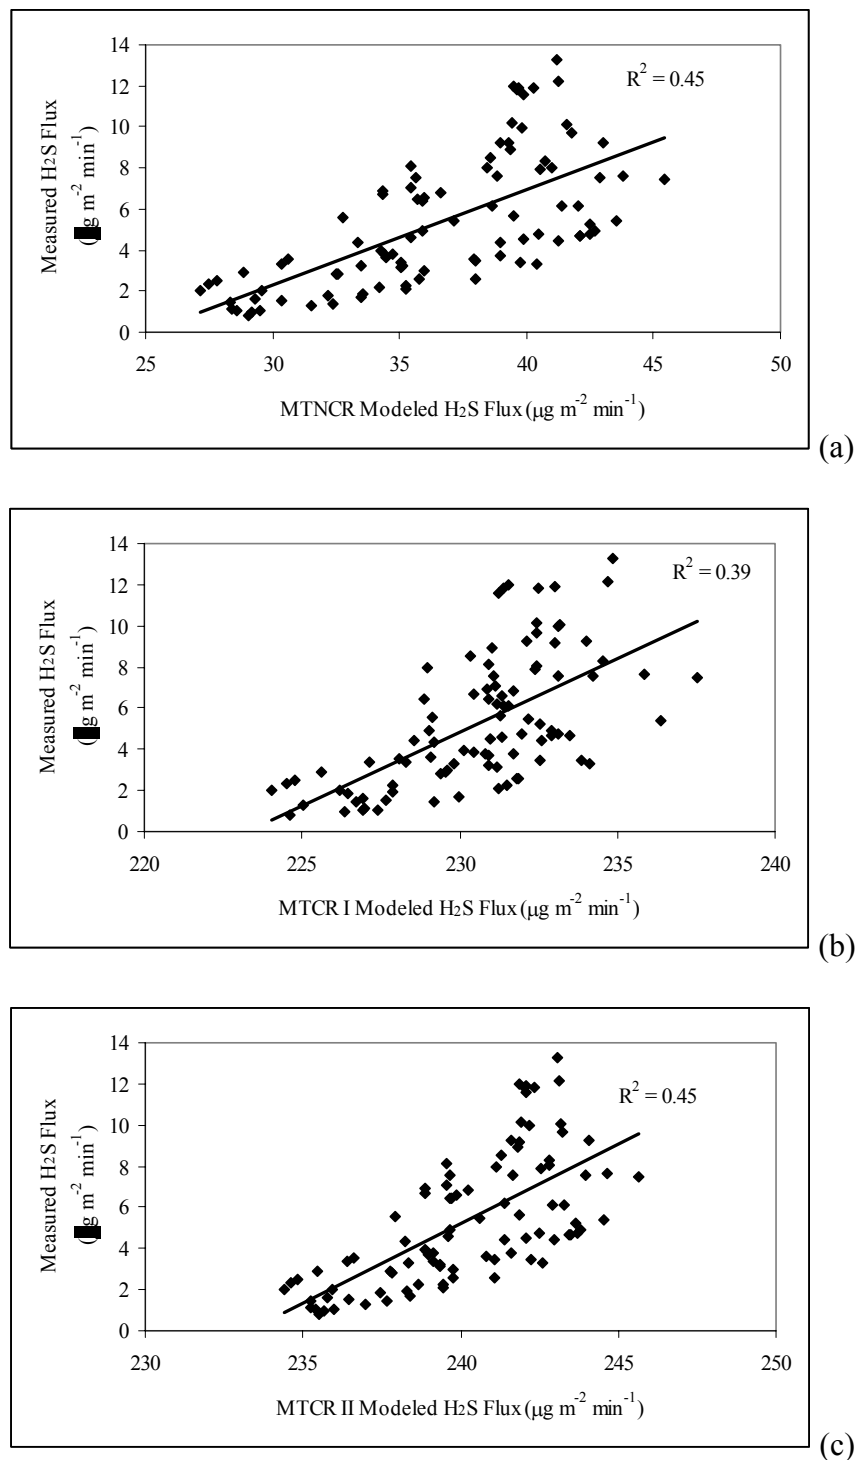 14
12
10
8
6
4
2
0
Measured H₂S Flux
g m⁻² min⁻¹)
R² = 0.45
25 30 35 40 45 50
MTNCR Modeled H₂S Flux (µg m⁻² min⁻¹)
(a)
14
12
10
8
6
4
2
0
Measured H₂S Flux
g m⁻² min⁻¹)
R² = 0.39
220 225 230 235 240
MTCR I Modeled H₂S Flux (µg m⁻² min⁻¹)
(b)
14
12
10
8
6
4
2
0
Measured H₂S Flux
g m⁻² min⁻¹)
R² = 0.45
230 235 240 245 250
MTCR II Modeled H₂S Flux (µg m⁻² min⁻¹)
(c)